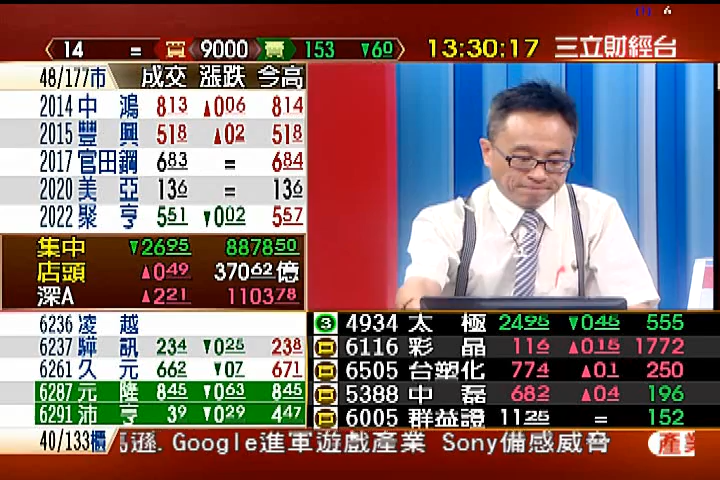 14 = 買 9000 賣 153 ▼60 13:30:17 三立財經台
48/177市 成交 漲跌 今高
2014 中鴻 813 ▲006 814
2015 豐興 518 ▲02 518
2017 官田鋼 683 = 684
2020 美亞 136 = 136
2022 聚亨 551 ▼002 557
集中 ▼2695 887850
店頭 ▲049 37062億
深A ▲221 110378
6236 凌越
6237 驊訊 234 ▼025 238
6261 久元 662 ▼07 671
6287 元隆 845 ▼063 845
6291 沛亨 39 ▼029 447
3 4934 太極 2495 ▼045 555
6116 彩晶 116 ▲015 1772
6505 台塑化 774 ▲01 250
5388 中磊 682 ▲04 196
6005 群益證 1125 = 152
40/133櫃 遜. Google進軍遊戲產業 Sony備感威脅 產業